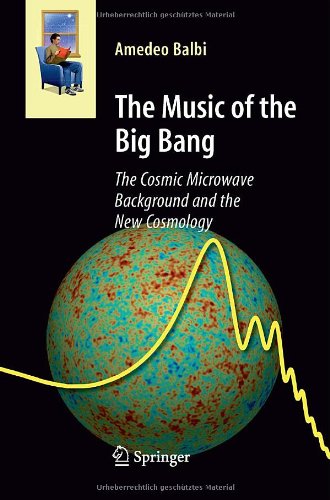 Urheberrechtlich geschütztes Material
Amedeo Balbi
The Music of the
Big Bang
The Cosmic Microwave
Background and the
New Cosmology
Springer
Urheberrechtlich geschütztes Material